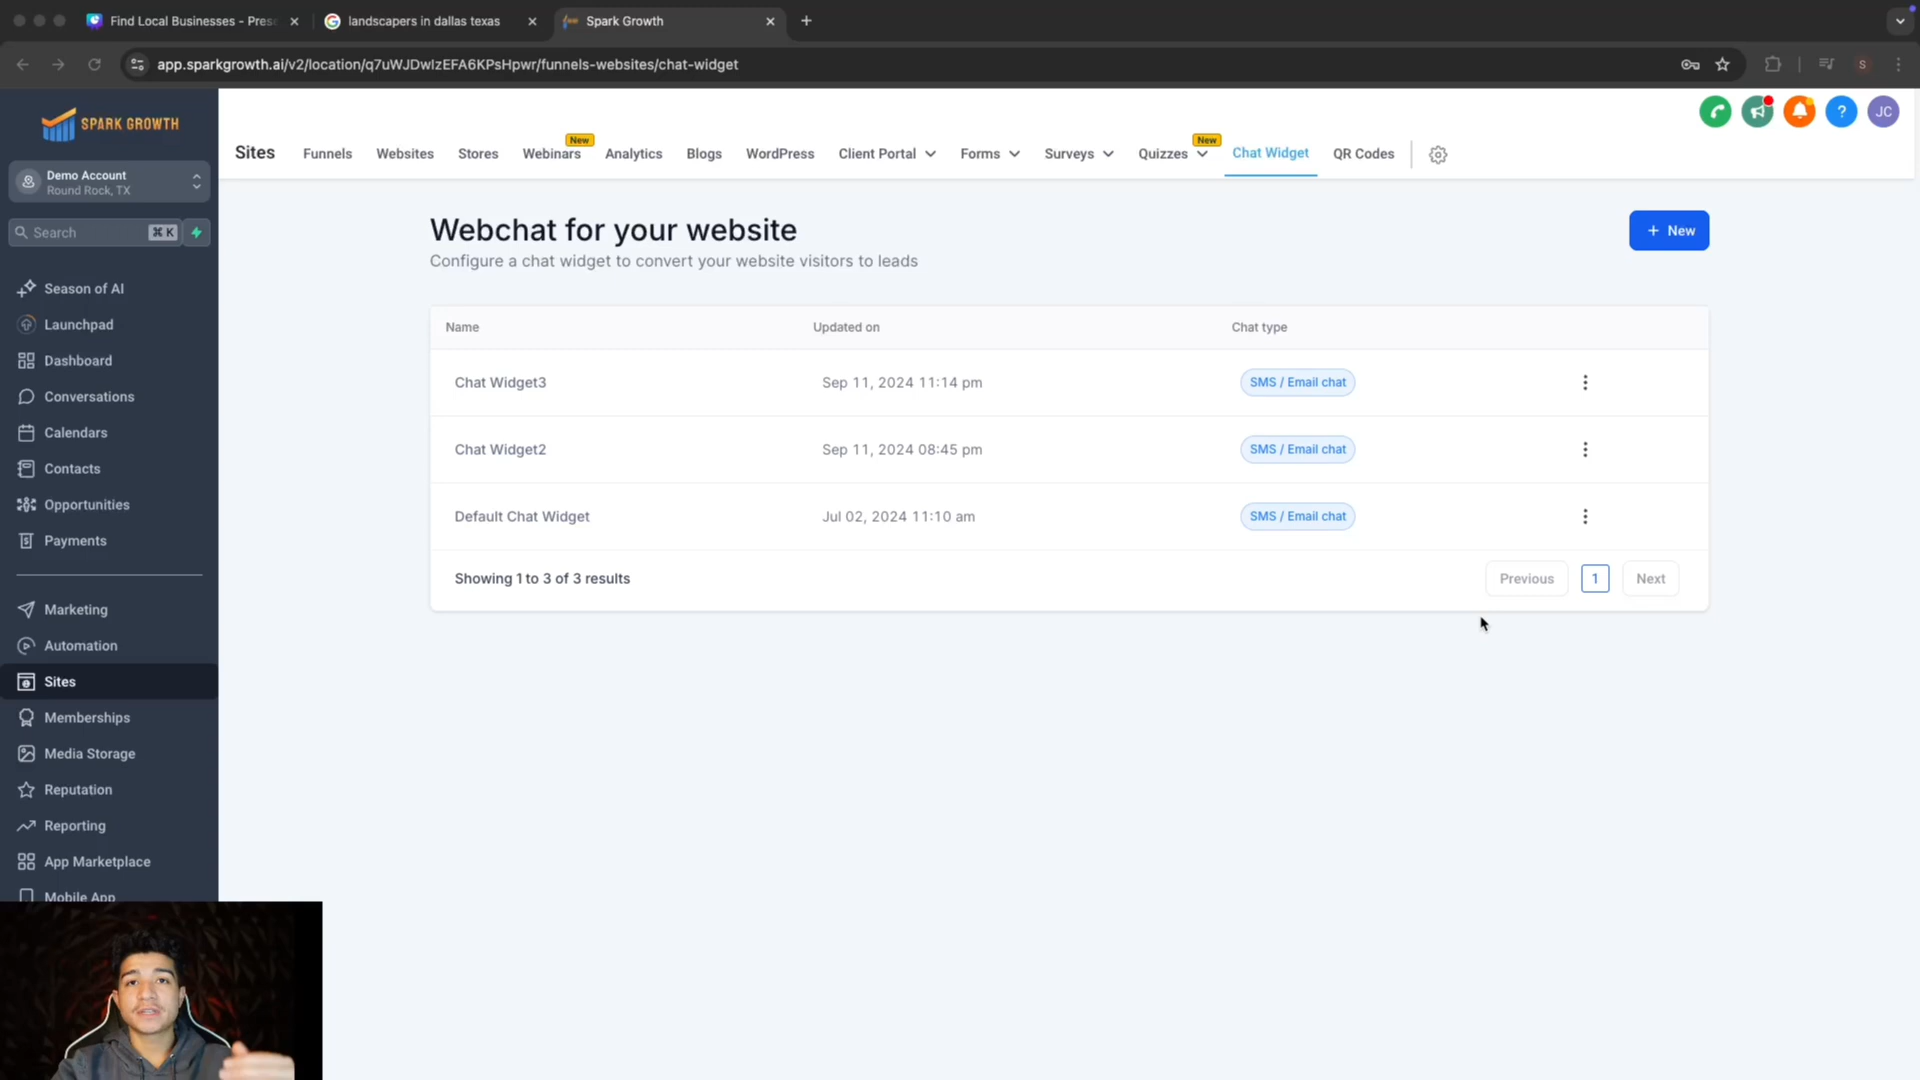 Find Local Businesses - Pres
landscapers in dallas texas
Spark Growth
app.sparkgrowth.ai/v2/location/q7uWJDwIzEFA6KPsHpwr/funnels-websites/chat-widget
S
SPARK GROWTH
Demo Account
Round Rock, TX
Search
⌘ K
Season of AI
Launchpad
Dashboard
Conversations
Calendars
Contacts
Opportunities
Payments
Marketing
Automation
Sites
Memberships
Media Storage
Reputation
Reporting
App Marketplace
Mobile App
? JC
New New
Sites Funnels Websites Stores Webinars Analytics Blogs WordPress Client Portal Forms Surveys Quizzes Chat Widget QR Codes
Webchat for your website
Configure a chat widget to convert your website visitors to leads
+ New
Name Updated on Chat type
Chat Widget3 Sep 11, 2024 11:14 pm SMS / Email chat
Chat Widget2 Sep 11, 2024 08:45 pm SMS / Email chat
Default Chat Widget Jul 02, 2024 11:10 am SMS / Email chat
Showing 1 to 3 of 3 results
Previous 1 Next